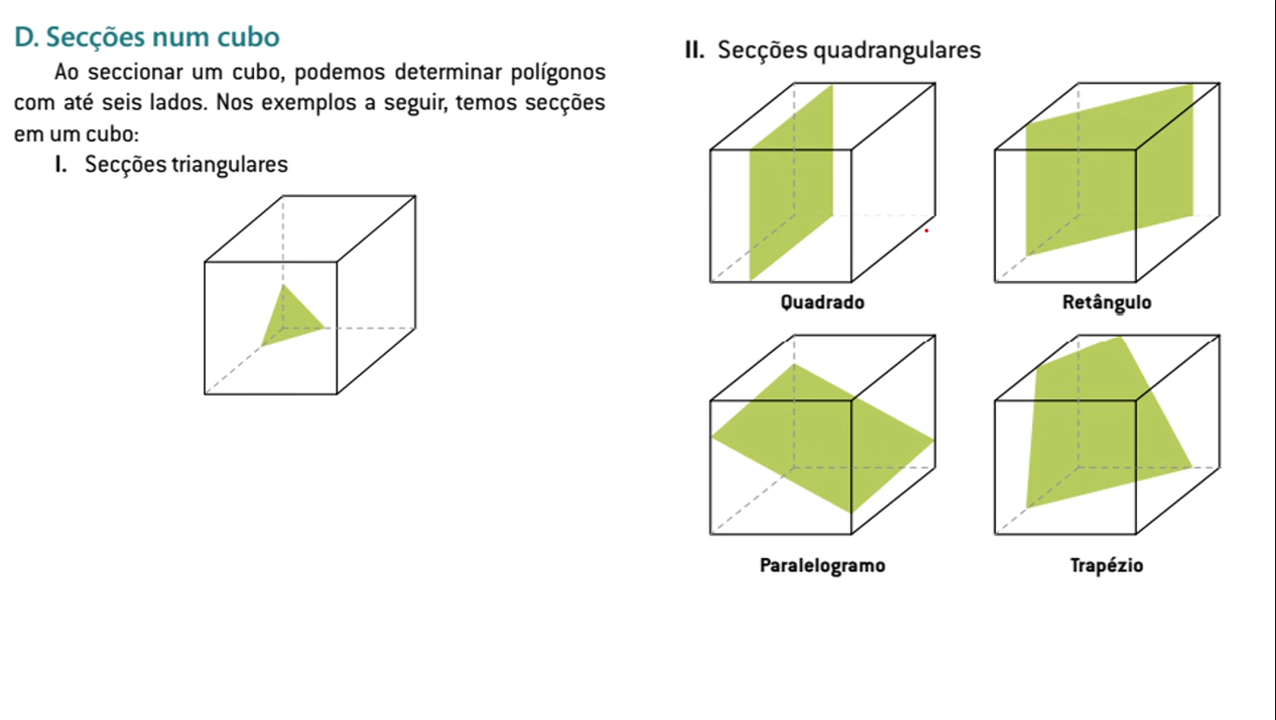 D. Secções num cubo
Ao seccionar um cubo, podemos determinar polígonos
com até seis lados. Nos exemplos a seguir, temos secções
em um cubo:
I. Secções triangulares
II. Secções quadrangulares
Quadrado
Retângulo
Paralelogramo
Trapézio